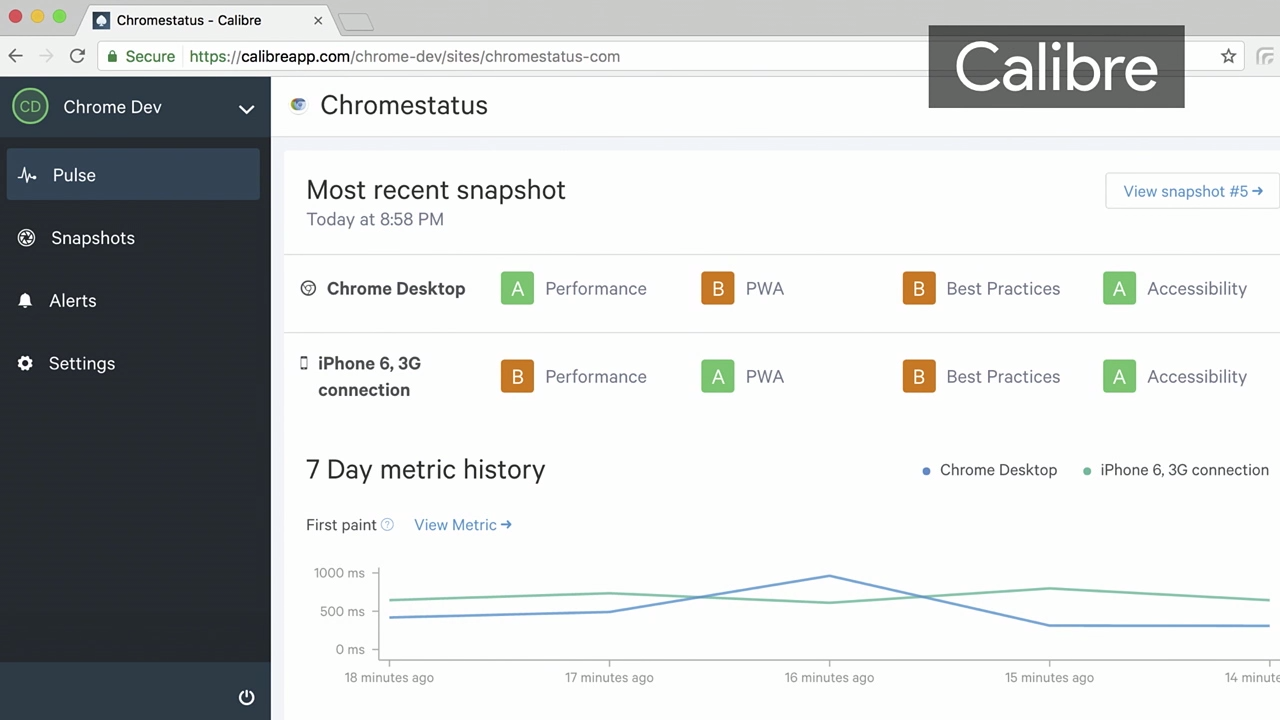 Chromestatus - Calibre
Secure https://calibreapp.com/chrome-dev/sites/chromestatus-com
Calibre
CD Chrome Dev
Chromestatus
Pulse
Snapshots
Alerts
Settings
Most recent snapshot
Today at 8:58 PM
View snapshot #5 →
Chrome Desktop A Performance B PWA B Best Practices A Accessibility
iPhone 6, 3G
connection
B Performance A PWA B Best Practices A Accessibility
7 Day metric history
Chrome Desktop iPhone 6, 3G connection
First paint ? View Metric →
1000 ms
500 ms
0 ms
18 minutes ago 17 minutes ago 16 minutes ago 15 minutes ago 14 minute